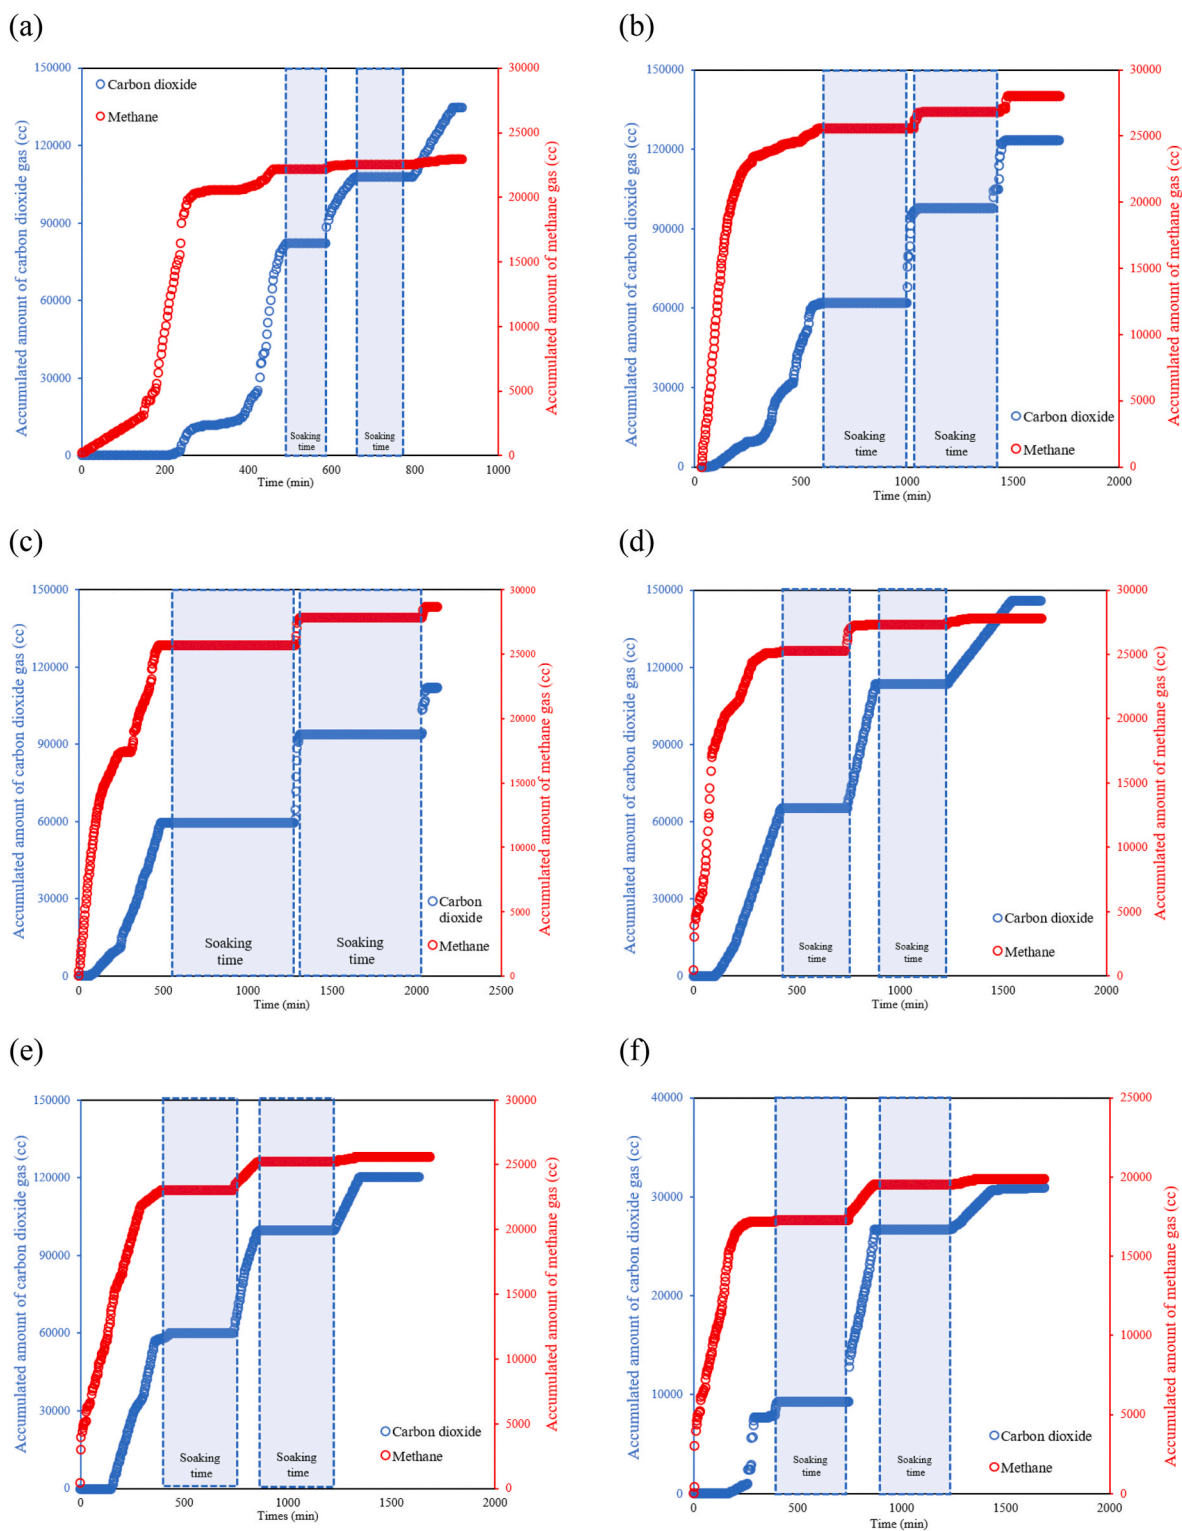 (a)
Accumulated amount of carbon dioxide gas (cc)
150000
120000
90000
60000
30000
0
Carbon dioxide
Methane
Soaking
time
Soaking
time
0
200
400
600
800
1000
Time (min)
30000
25000
20000
15000
10000
5000
0
Accumulated amount of methane gas (cc)
(b)
Accumulated amount of carbon dioxide gas (cc)
150000
120000
90000
60000
30000
0
Soaking
time
Soaking
time
Carbon dioxide
Methane
0
500
1000
1500
2000
Time (min)
30000
25000
20000
15000
10000
5000
0
Accumulated amount of methane gas (cc)
(c)
Accumulated amount of carbon dioxide gas (cc)
150000
120000
90000
60000
30000
0
Soaking
time
Soaking
time
Carbon
dioxide
Methane
0
500
1000
1500
2000
2500
Time (min)
30000
25000
20000
15000
10000
5000
0
Accumulated amount of methane gas (cc)
(d)
Accumulated amount of carbon dioxide gas (cc)
150000
120000
90000
60000
30000
0
Soaking
time
Soaking
time
Carbon dioxide
Methane
0
500
1000
1500
2000
Time (min)
30000
25000
20000
15000
10000
5000
0
Accumulated amount of methane gas (cc)
(e)
Accumulated amount of carbon dioxide gas (cc)
150000
120000
90000
60000
30000
0
Soaking
time
Soaking
time
Carbon dioxide
Methane
0
500
1000
1500
2000
Times (min)
30000
25000
20000
15000
10000
5000
0
Accumulated amount of methane gas (cc)
(f)
Accumulated amount of carbon dioxide gas (cc)
40000
30000
20000
10000
0
Soaking
time
Soaking
time
Carbon dioxide
Methane
0
500
1000
1500
2000
Time (min)
25000
20000
15000
10000
5000
0
Accumulated amount of methane gas (cc)